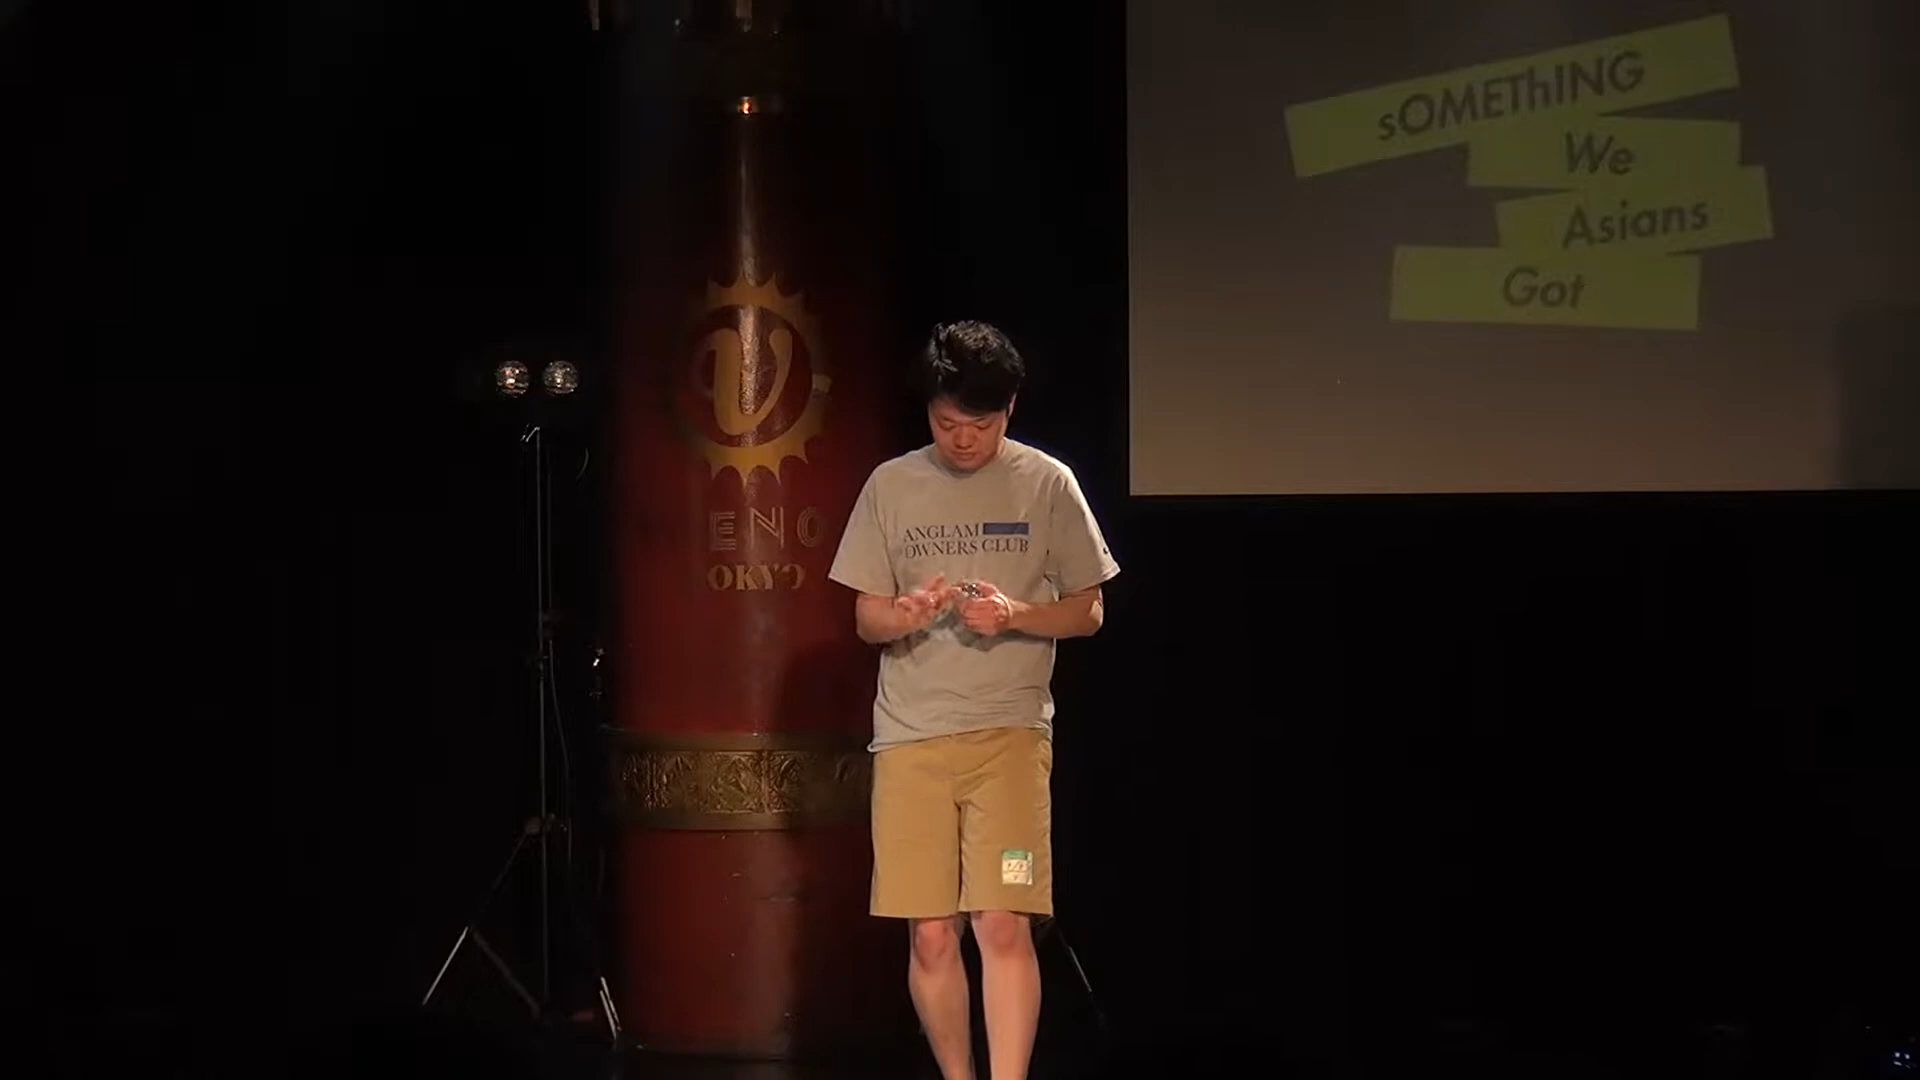 sOMEThING
We
Asians
Got
V
ENO
OKYO
ANGLAM
OWNERS CLUB